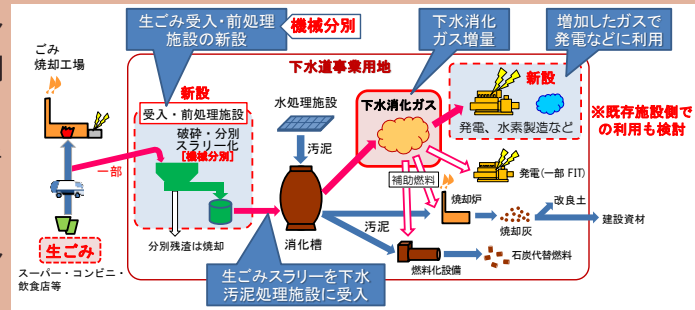 生ごみ受入・前処理
施設の新設
機械分別
下水消化
ガス増量
増加したガスで
発電などに利用
ごみ
焼却工場
下水道事業用地
新設
受入・前処理施設
破砕・分別
スラリー化
[機械分別]
水処理施設
汚泥
下水消化ガス
新設
発電、水素製造など
※既存施設側で
の利用も検討
一部
補助燃料
発電(一部 FIT)
焼却炉
改良土
焼却灰
建設資材
生ごみ
分別残渣は焼却
消化槽
汚泥
スーパー・コンビニ・
飲食店等
生ごみスラリーを下水
汚泥処理施設に受入
燃料化設備
石炭代替燃料